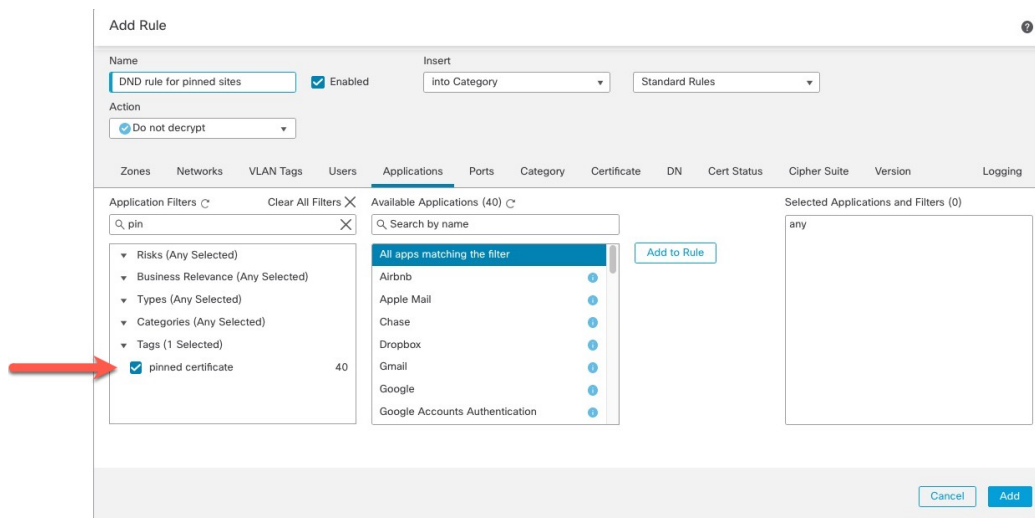 Add Rule
Name
Insert
DND rule for pinned sites
Enabled
into Category
Standard Rules
Action
Do not decrypt
Zones Networks VLAN Tags Users Applications Ports Category Certificate DN Cert Status Cipher Suite Version Logging
Application Filters Clear All Filters Available Applications (40) Selected Applications and Filters (0)
pin
Search by name
any
Risks (Any Selected)
Business Relevance (Any Selected)
Types (Any Selected)
Categories (Any Selected)
Tags (1 Selected)
pinned certificate 40
All apps matching the filter
Airbnb
Apple Mail
Chase
Dropbox
Gmail
Google
Google Accounts Authentication
Add to Rule
Cancel Add